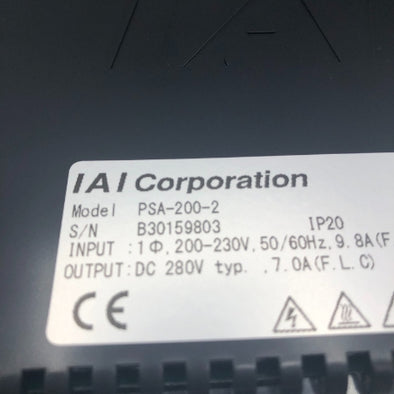 IAI Corporation
Model PSA-200-2
S/N B30159803 IP20
INPUT :1Φ, 200-230V, 50/60Hz, 9.8A(F
OUTPUT:DC 280V typ. ,7.0A(F.L.C)
CE